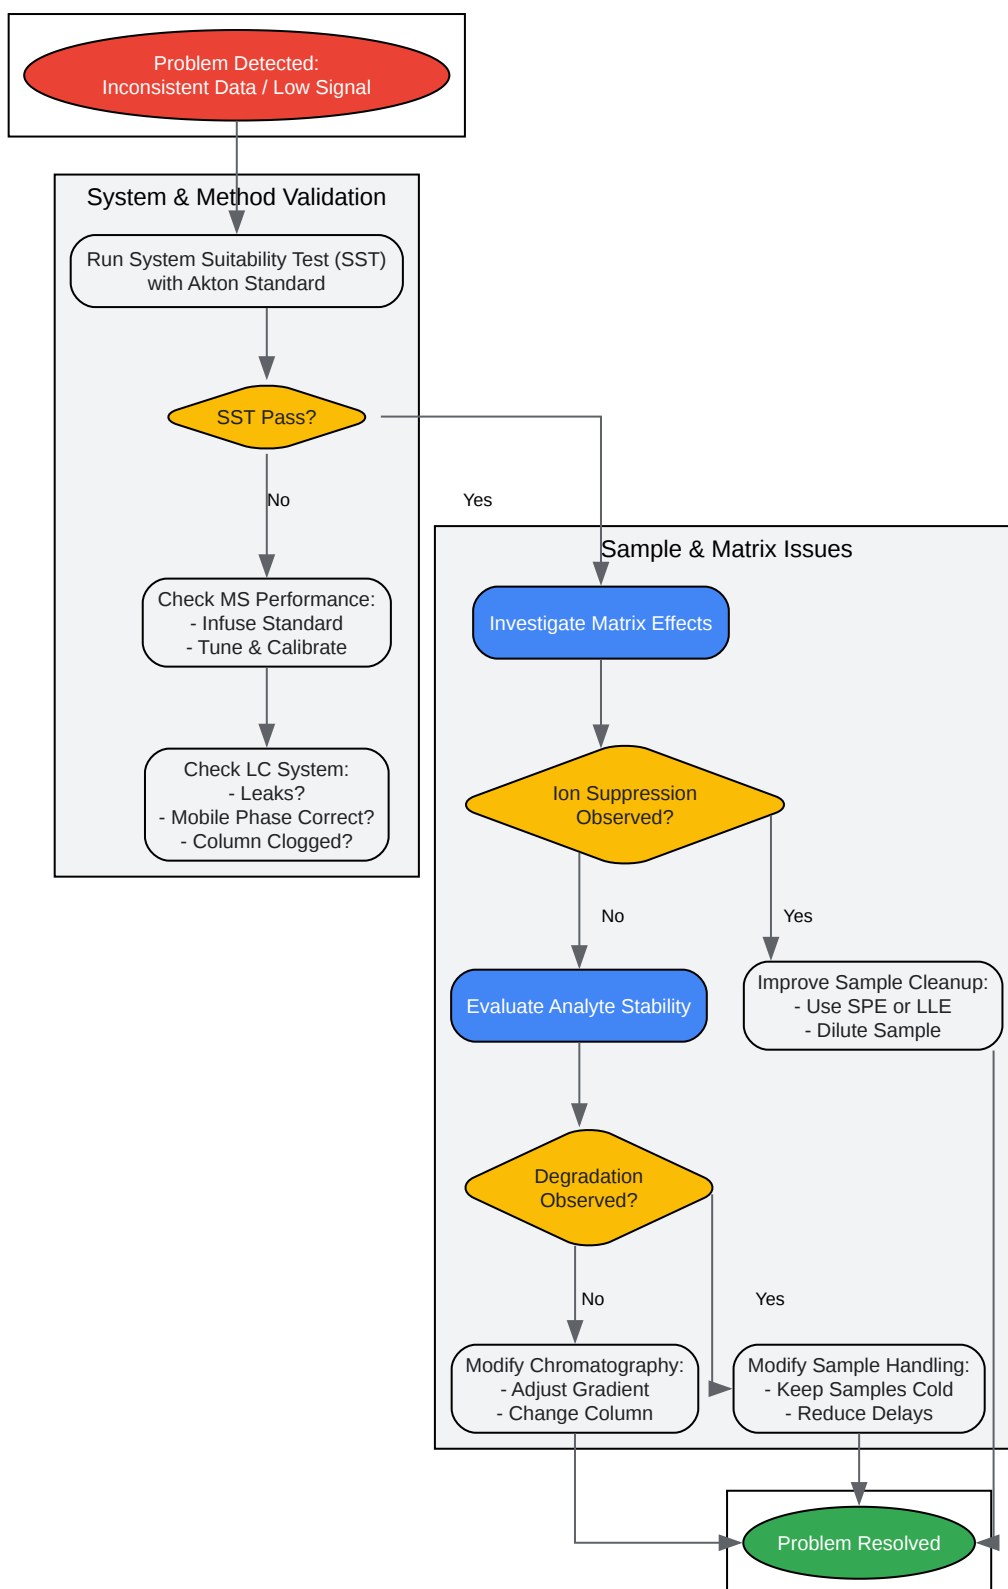 Problem Detected:
Inconsistent Data / Low Signal
System & Method Validation
Run System Suitability Test (SST)
with Akton Standard
SST Pass?
No
Yes
Check MS Performance:
- Infuse Standard
- Tune & Calibrate
Check LC System:
- Leaks?
- Mobile Phase Correct?
- Column Clogged?
Sample & Matrix Issues
Investigate Matrix Effects
Ion Suppression
Observed?
No
Yes
Evaluate Analyte Stability
Improve Sample Cleanup:
- Use SPE or LLE
- Dilute Sample
Degradation
Observed?
No
Yes
Modify Chromatography:
- Adjust Gradient
- Change Column
Modify Sample Handling:
- Keep Samples Cold
- Reduce Delays
Problem Resolved